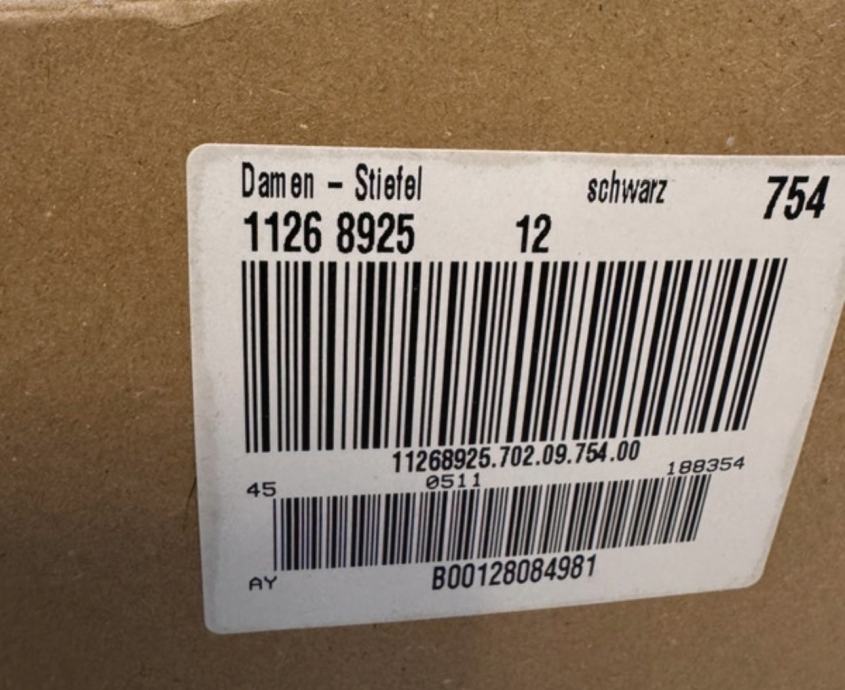 Damen - Stiefel schwarz 754
1126 8925 12
11268925.702.09.754.00
45 0511 188354
AY B00128084981